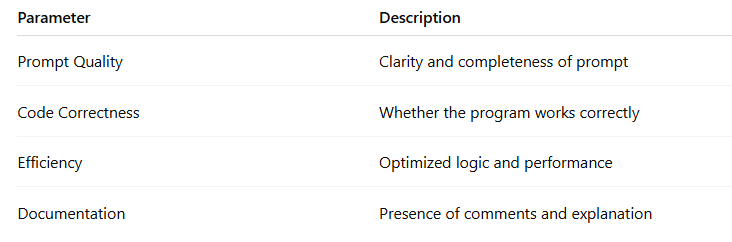 Parameter Description
Prompt Quality Clarity and completeness of prompt
Code Correctness Whether the program works correctly
Efficiency Optimized logic and performance
Documentation Presence of comments and explanation